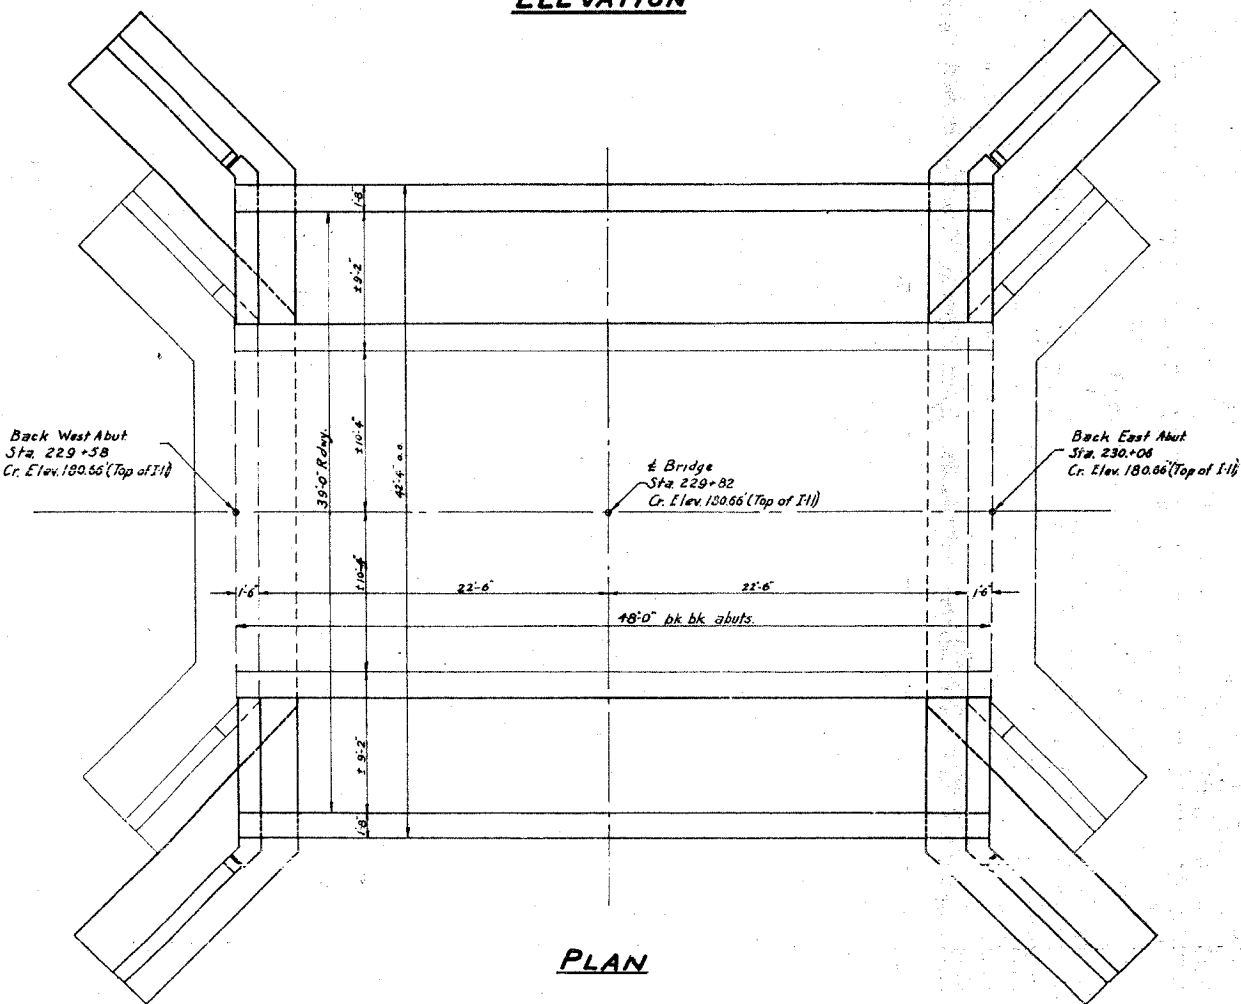 ELEVATION
1'-8"
±9'-2"
±10'-4"
39'-0" Rdwy.
42'-4" o.o.
Back West Abut.
Sta. 229+58
Cr. Elev. 180.66' (Top of I-11)
℄ Bridge
Sta. 229+82
Cr. Elev. 180.66' (Top of I-11)
Back East Abut
Sta. 230+06
Cr. Elev. 180.66' (Top of I-11)
±10'-4"
1'-6"
22'-6"
22'-6"
1'-6"
48'-0" bk. bk. abuts.
±9'-2"
1'-8"
PLAN